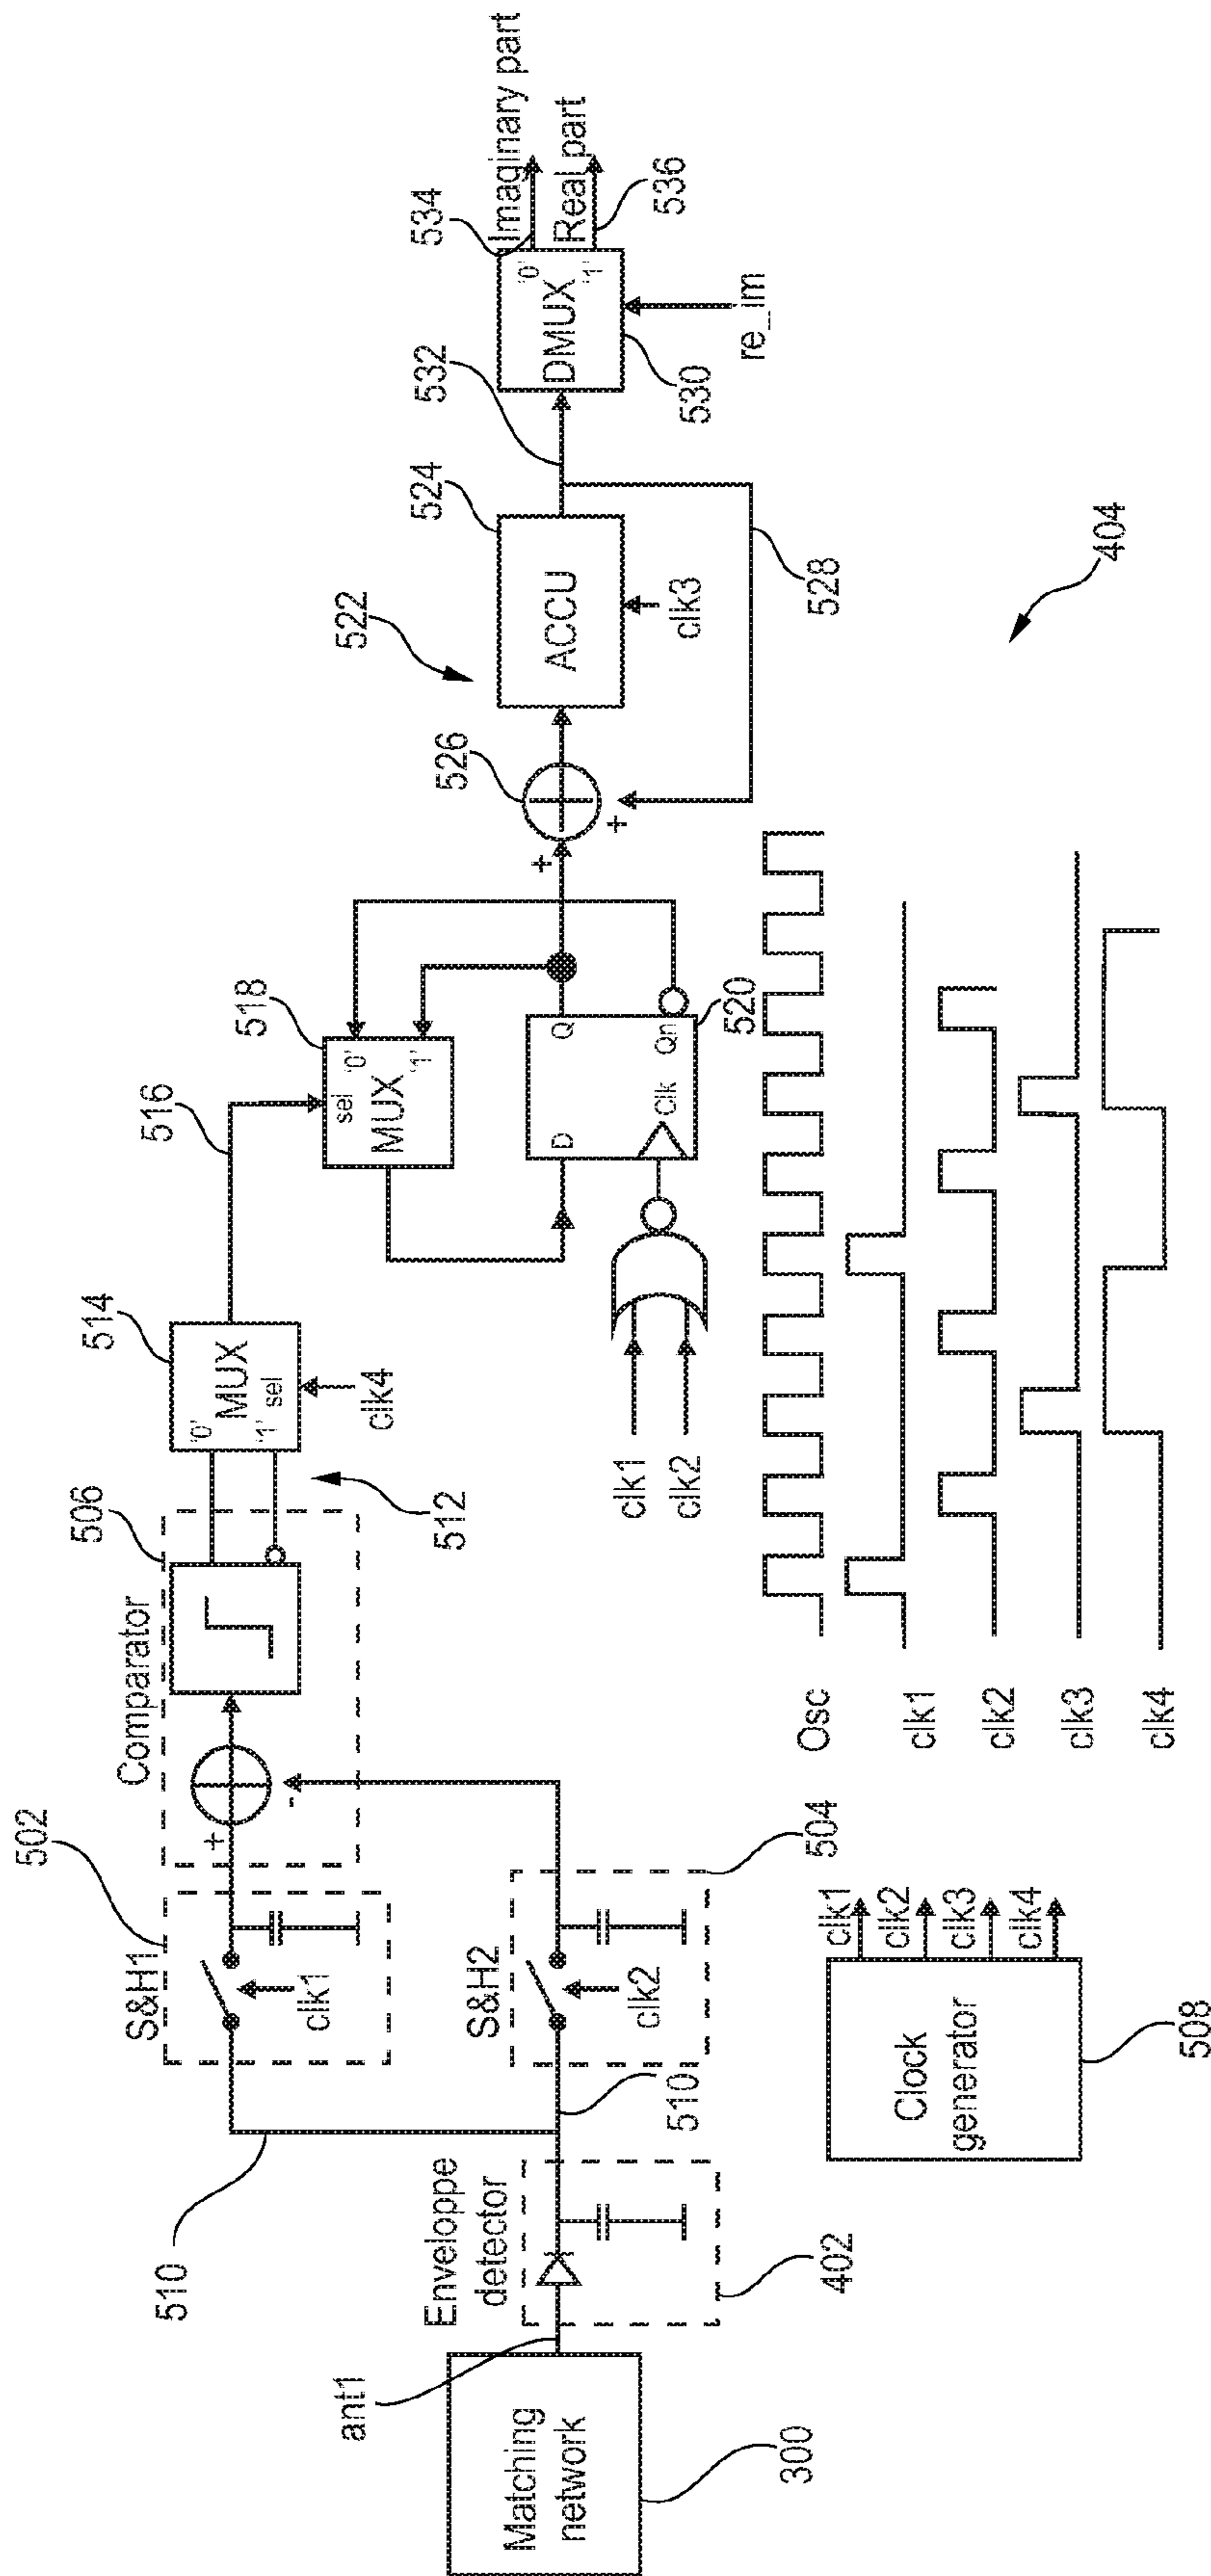 Matching
network
300
ant1
Enveloppe
detector
402
510
510
S&H1
502
clk1
S&H2
504
clk2
Comparator
+
-
506
512
'0'
'1'
MUX
sel
514
clk4
516
518
sel
MUX
'0'
'1'
D
Q
Clk
Qn
520
clk1
clk2
+
+
526
522
ACCU
524
clk3
528
532
DMUX
'0'
'1'
530
re_im
534
Imaginary part
Real part
536
Clock
generator
508
clk1
clk2
clk3
clk4
Osc
clk1
clk2
clk3
clk4
404